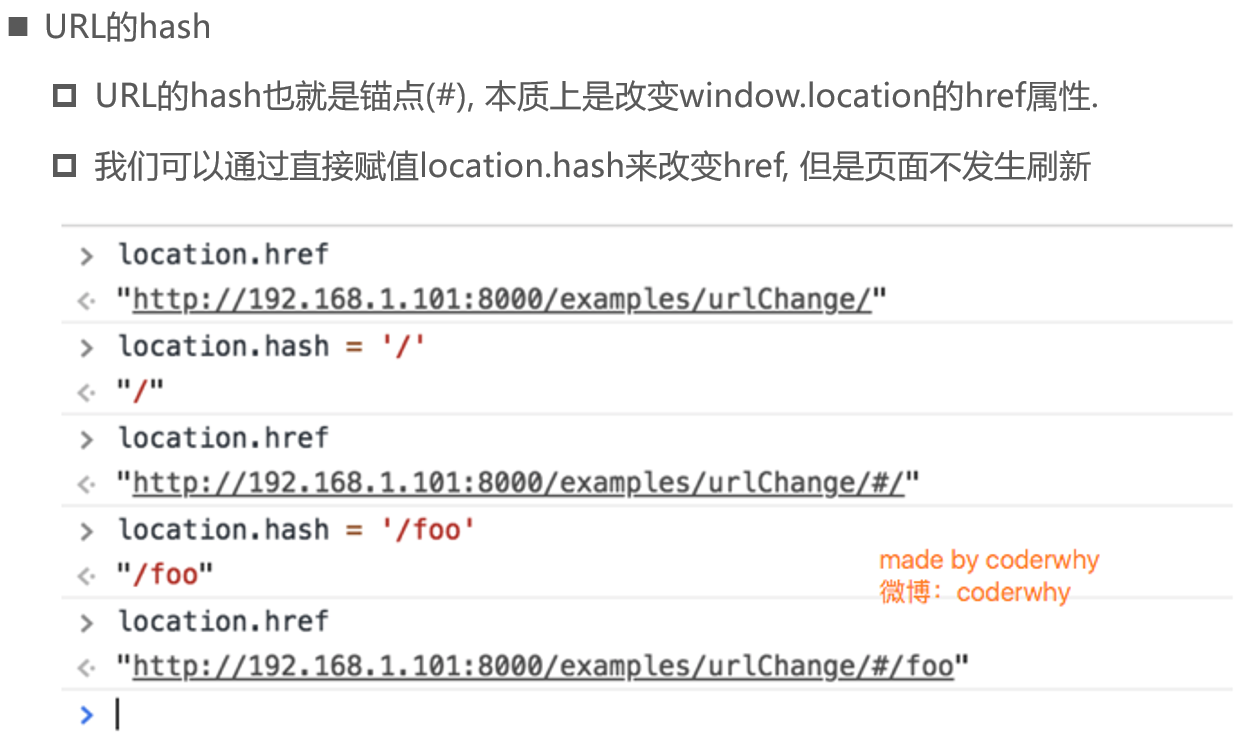 URL的hash
URL的hash也就是锚点(#), 本质上是改变window.location的href属性.
我们可以通过直接赋值location.hash来改变href, 但是页面不发生刷新
> location.href
<· "http://192.168.1.101:8000/examples/urlChange/"
> location.hash = '/'
<· "/"
> location.href
<· "http://192.168.1.101:8000/examples/urlChange/#/"
> location.hash = '/foo'
<· "/foo"
made by coderwhy
微博：coderwhy
> location.href
<· "http://192.168.1.101:8000/examples/urlChange/#/foo"
>